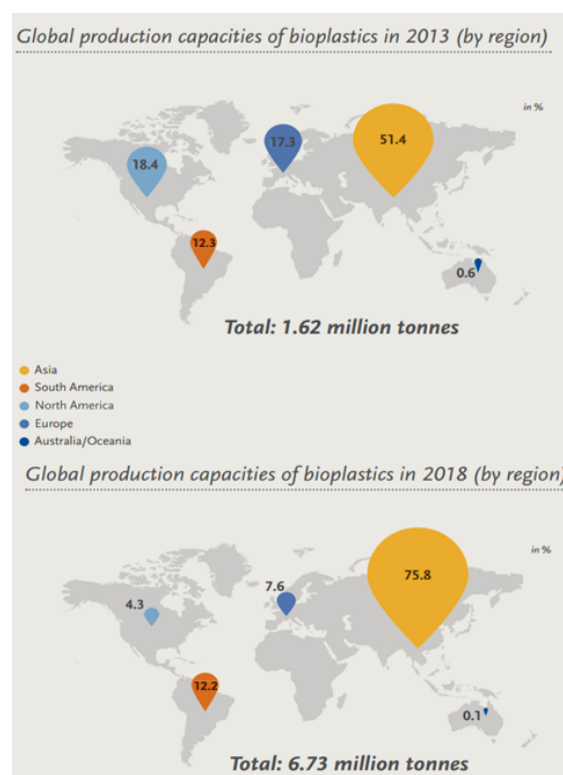 Global production capacities of bioplastics in 2013 (by region)
in %
51.4
17.3
18.4
12.3
0.6
Total: 1.62 million tonnes
Asia
South America
North America
Europe
Australia/Oceania
Global production capacities of bioplastics in 2018 (by region)
in %
75.8
7.6
4.3
12.2
0.1
Total: 6.73 million tonnes